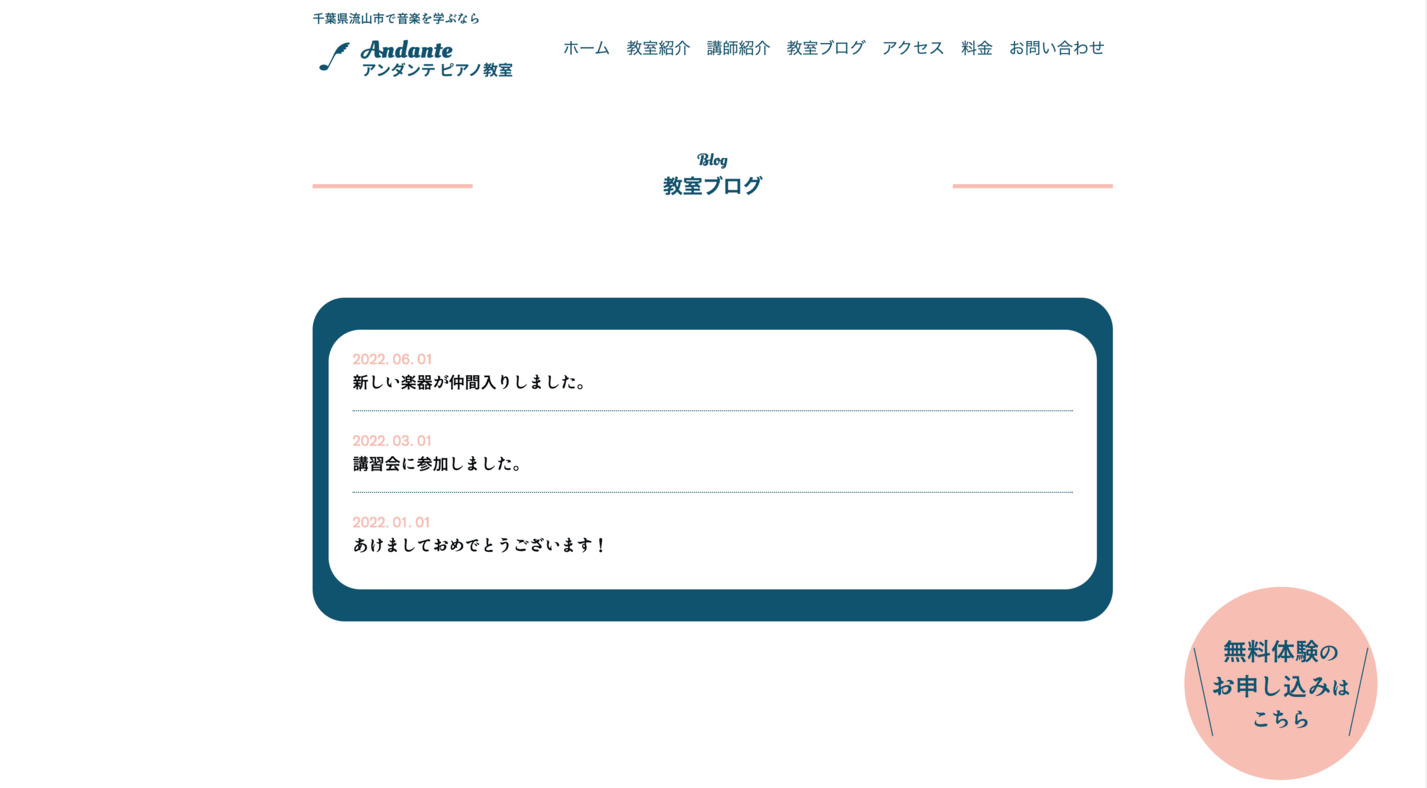 千葉県流山市で音楽を学ぶなら
Andante
アンダンテ ピアノ教室
ホーム 教室紹介 講師紹介 教室ブログ アクセス 料金 お問い合わせ
Blog
教室ブログ
2022. 06. 01
新しい楽器が仲間入りしました。
2022. 03. 01
講習会に参加しました。
2022. 01. 01
あけましておめでとうございます！
無料体験の
お申し込みは
こちら